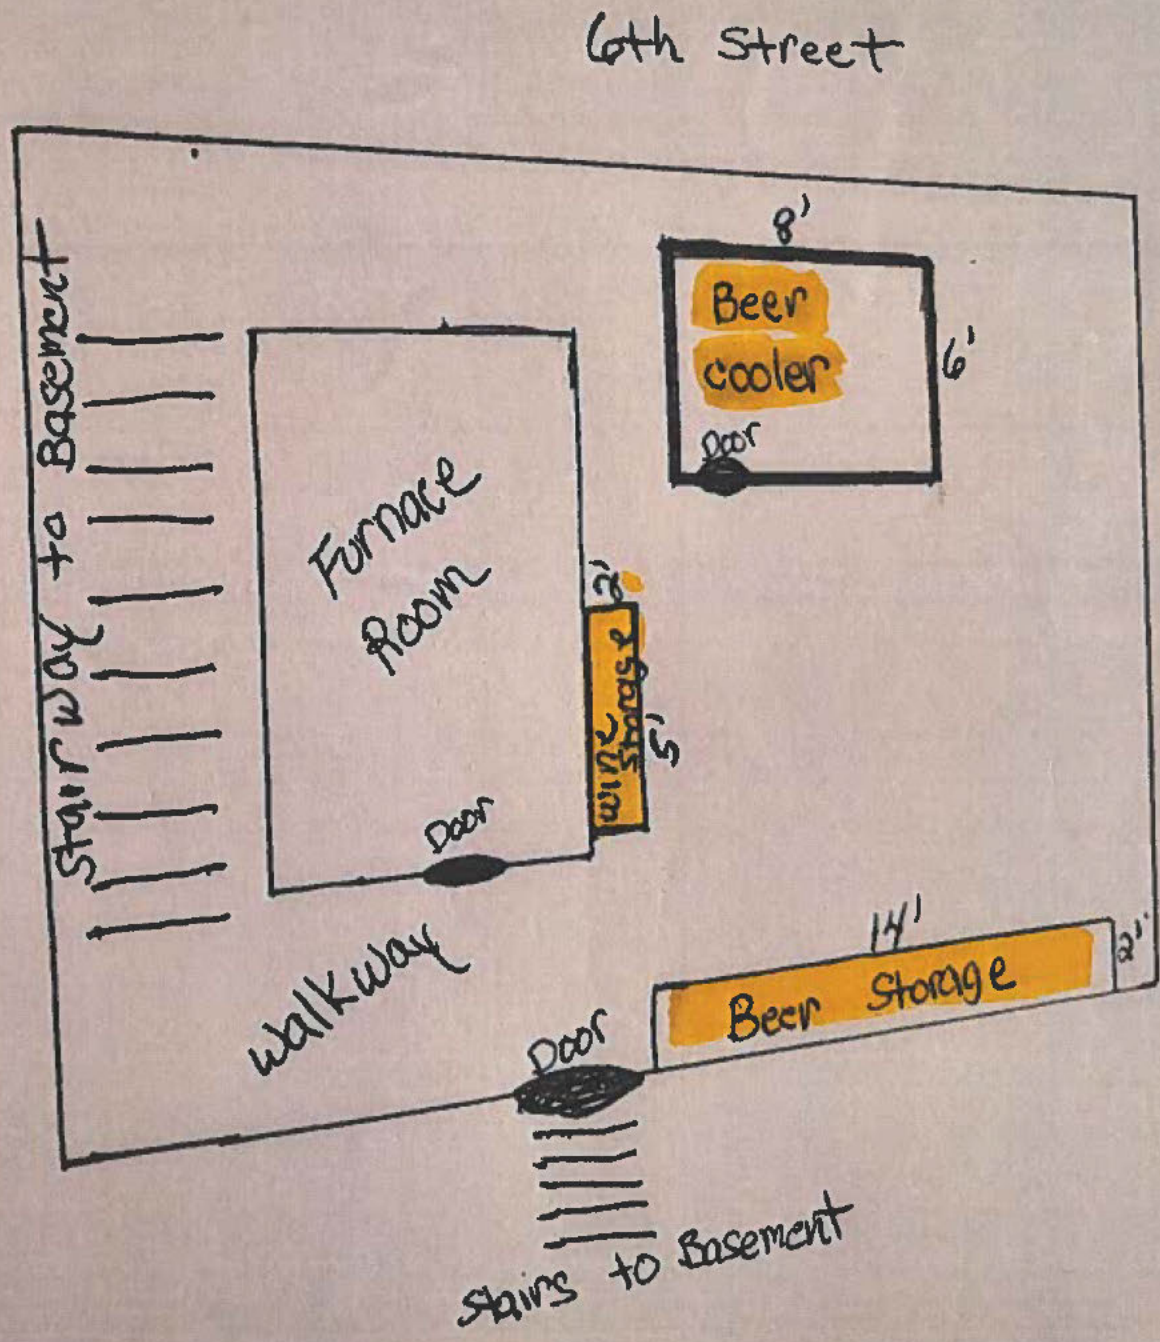 6th Street
8'
Beer
cooler
6'
Door
Stairway to Basement
Furnace
Room
2'
Wine
Storage
5'
Door
Walkway
14'
2'
Beer Storage
Door
Stairs to Basement